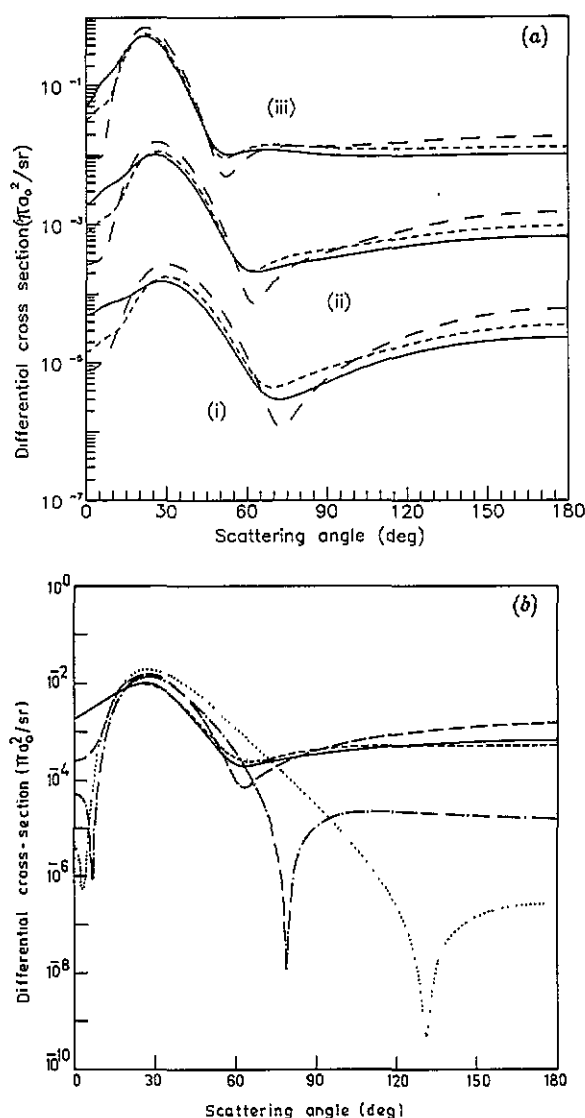 (a)
10⁻¹
10⁻³
10⁻⁵
10⁻⁷
Differential cross section(πa₀²/sr)
(iii)
(ii)
(i)
0 30 60 90 120 150 180
Scattering angle (deg)
(b)
10⁰
10⁻²
10⁻⁴
10⁻⁶
10⁻⁸
10⁻¹⁰
Differential cross-section (πa₀²/sr)
0 30 60 90 120 150 180
Scattering angle (deg)